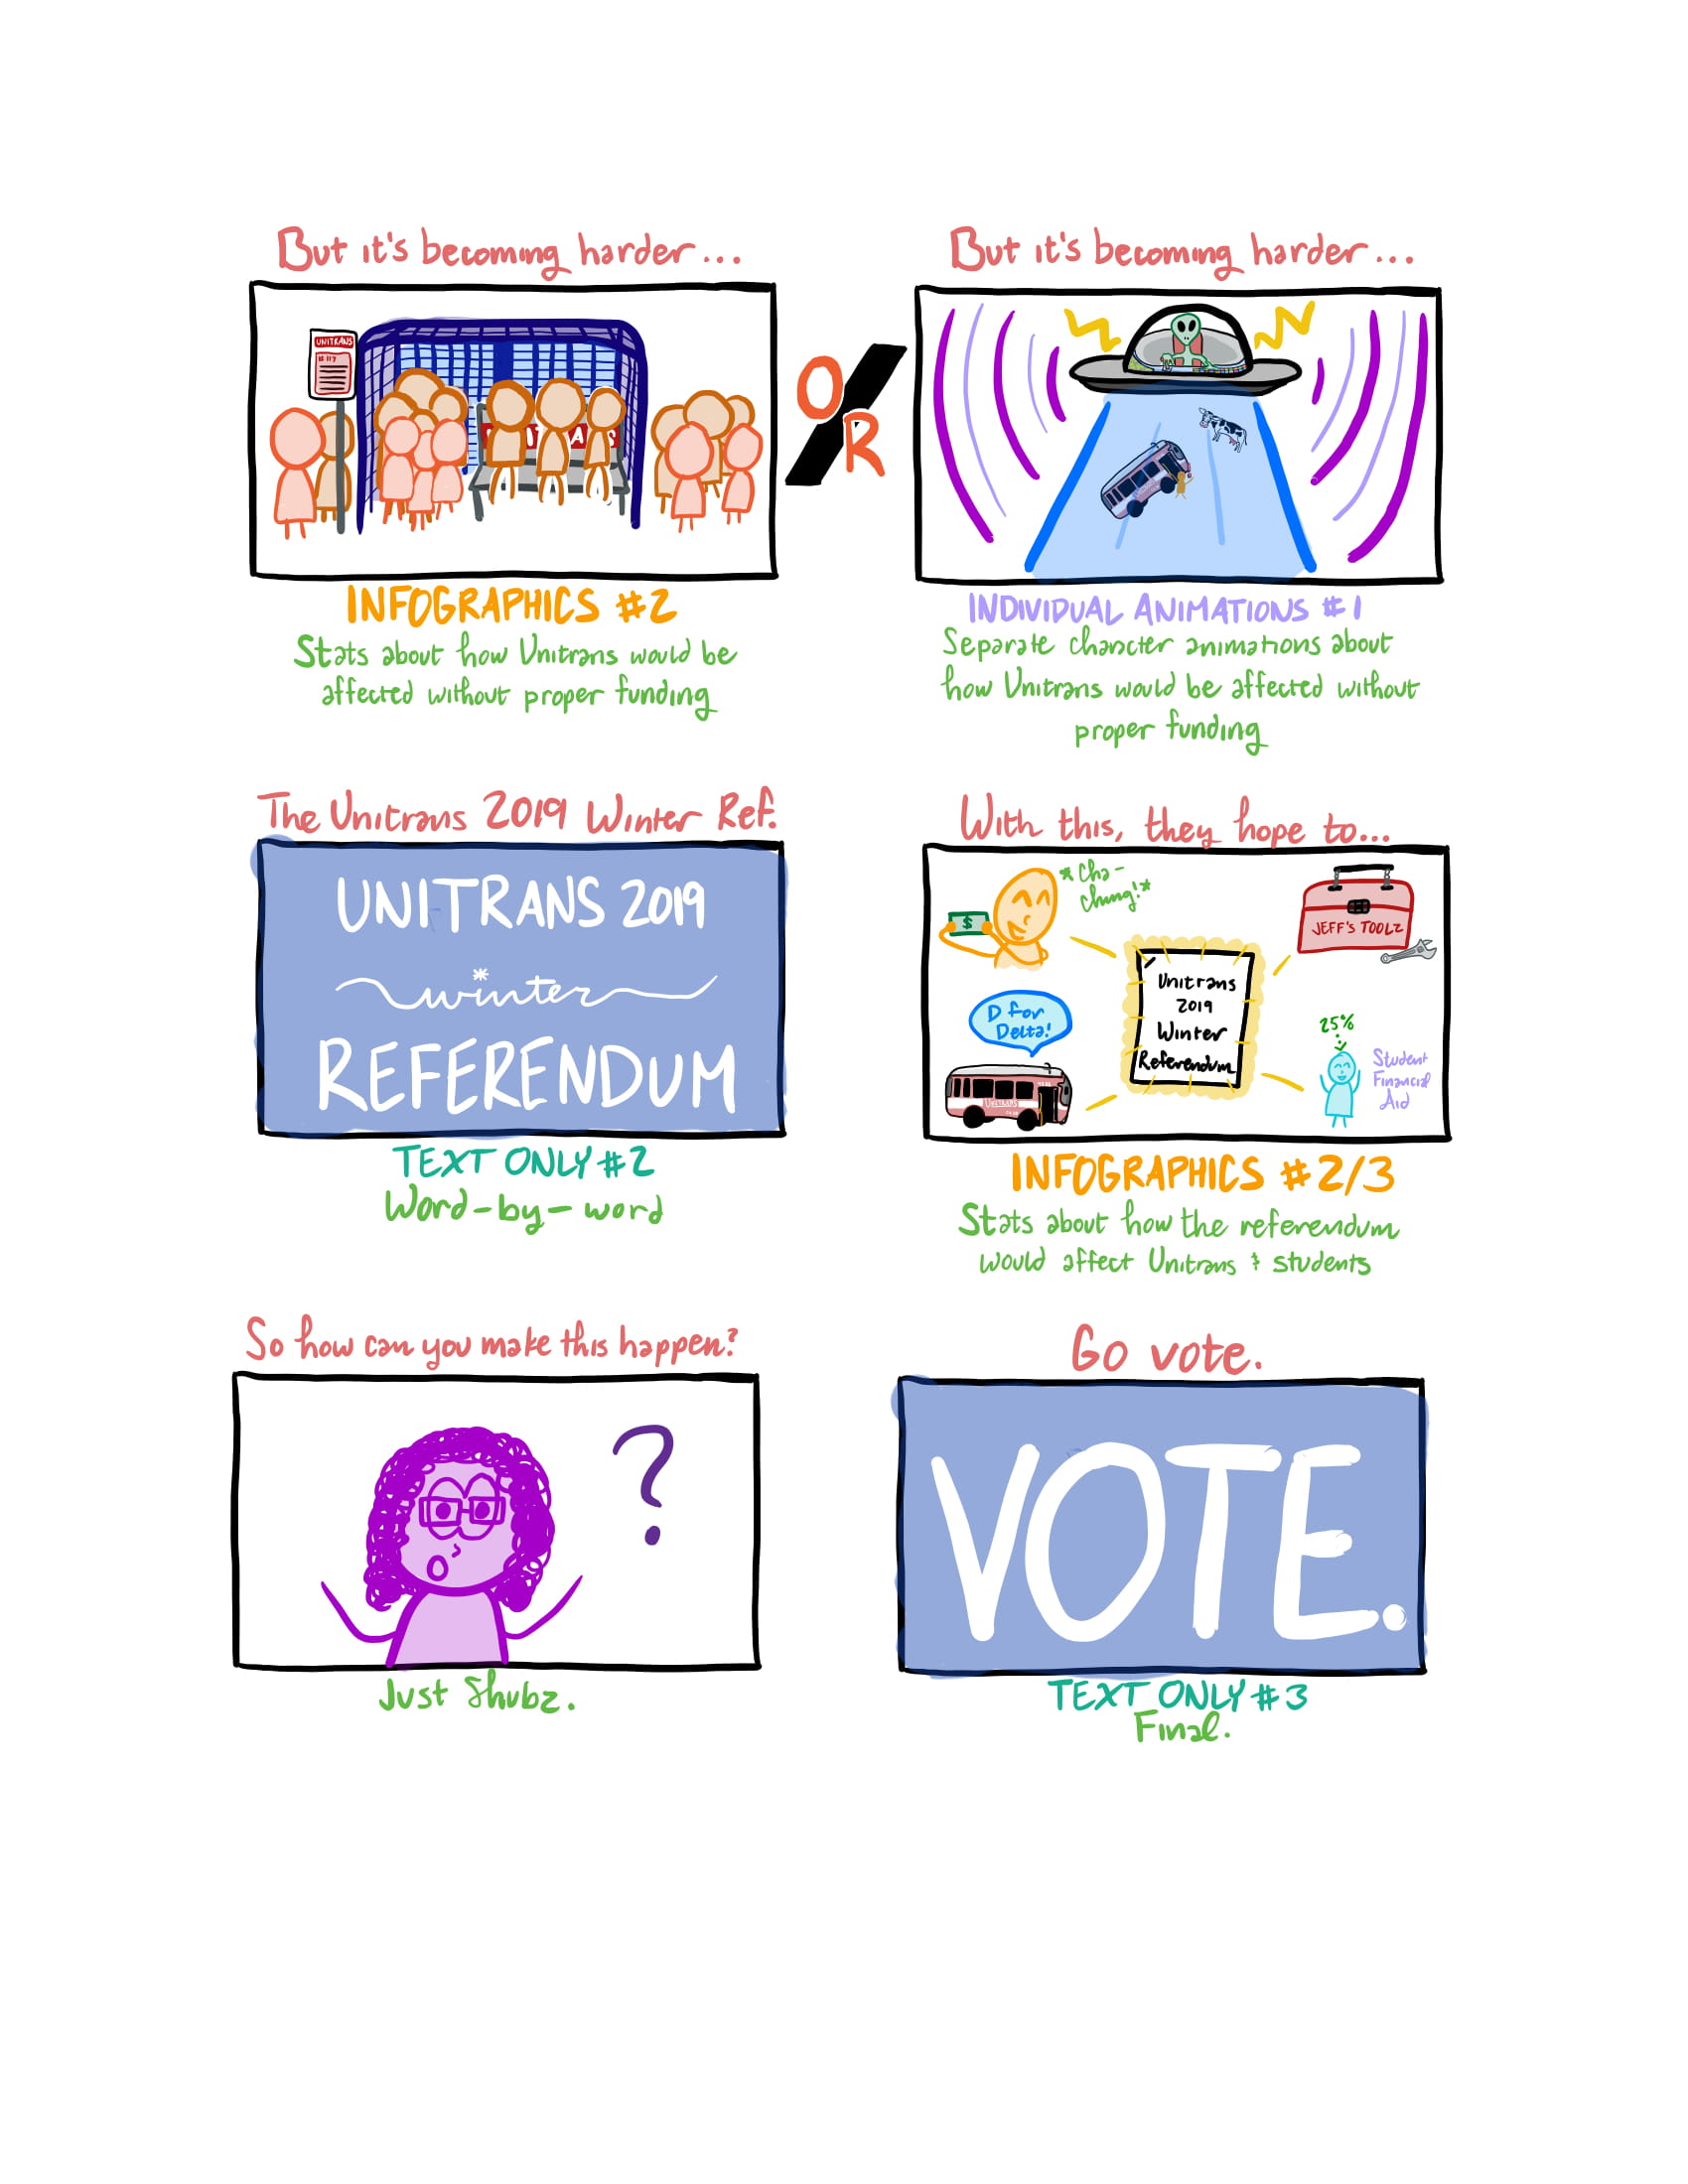 But it's becoming harder...
UNITRANS
OR
INFOGRAPHICS #2
Stats about how Unitrans would be
affected without proper funding
But it's becoming harder...
INDIVIDUAL ANIMATIONS #1
Separate character animations about
how Unitrans would be affected without
proper funding
The Unitrans 2019 Winter Ref.
UNITRANS 2019
winter
REFERENDUM
TEXT ONLY #2
Word-by-word
With this, they hope to...
*Cha-
ching!*
$
JEFF'S TOOLZ
Unitrans
2019
Winter
Referendum
D for
Delta!
UNITRANS
25%
Student
Financial
Aid
INFOGRAPHICS #2/3
Stats about how the referendum
would affect Unitrans & students
So how can you make this happen?
?
Just Shubz.
Go vote.
VOTE.
TEXT ONLY #3
Final.